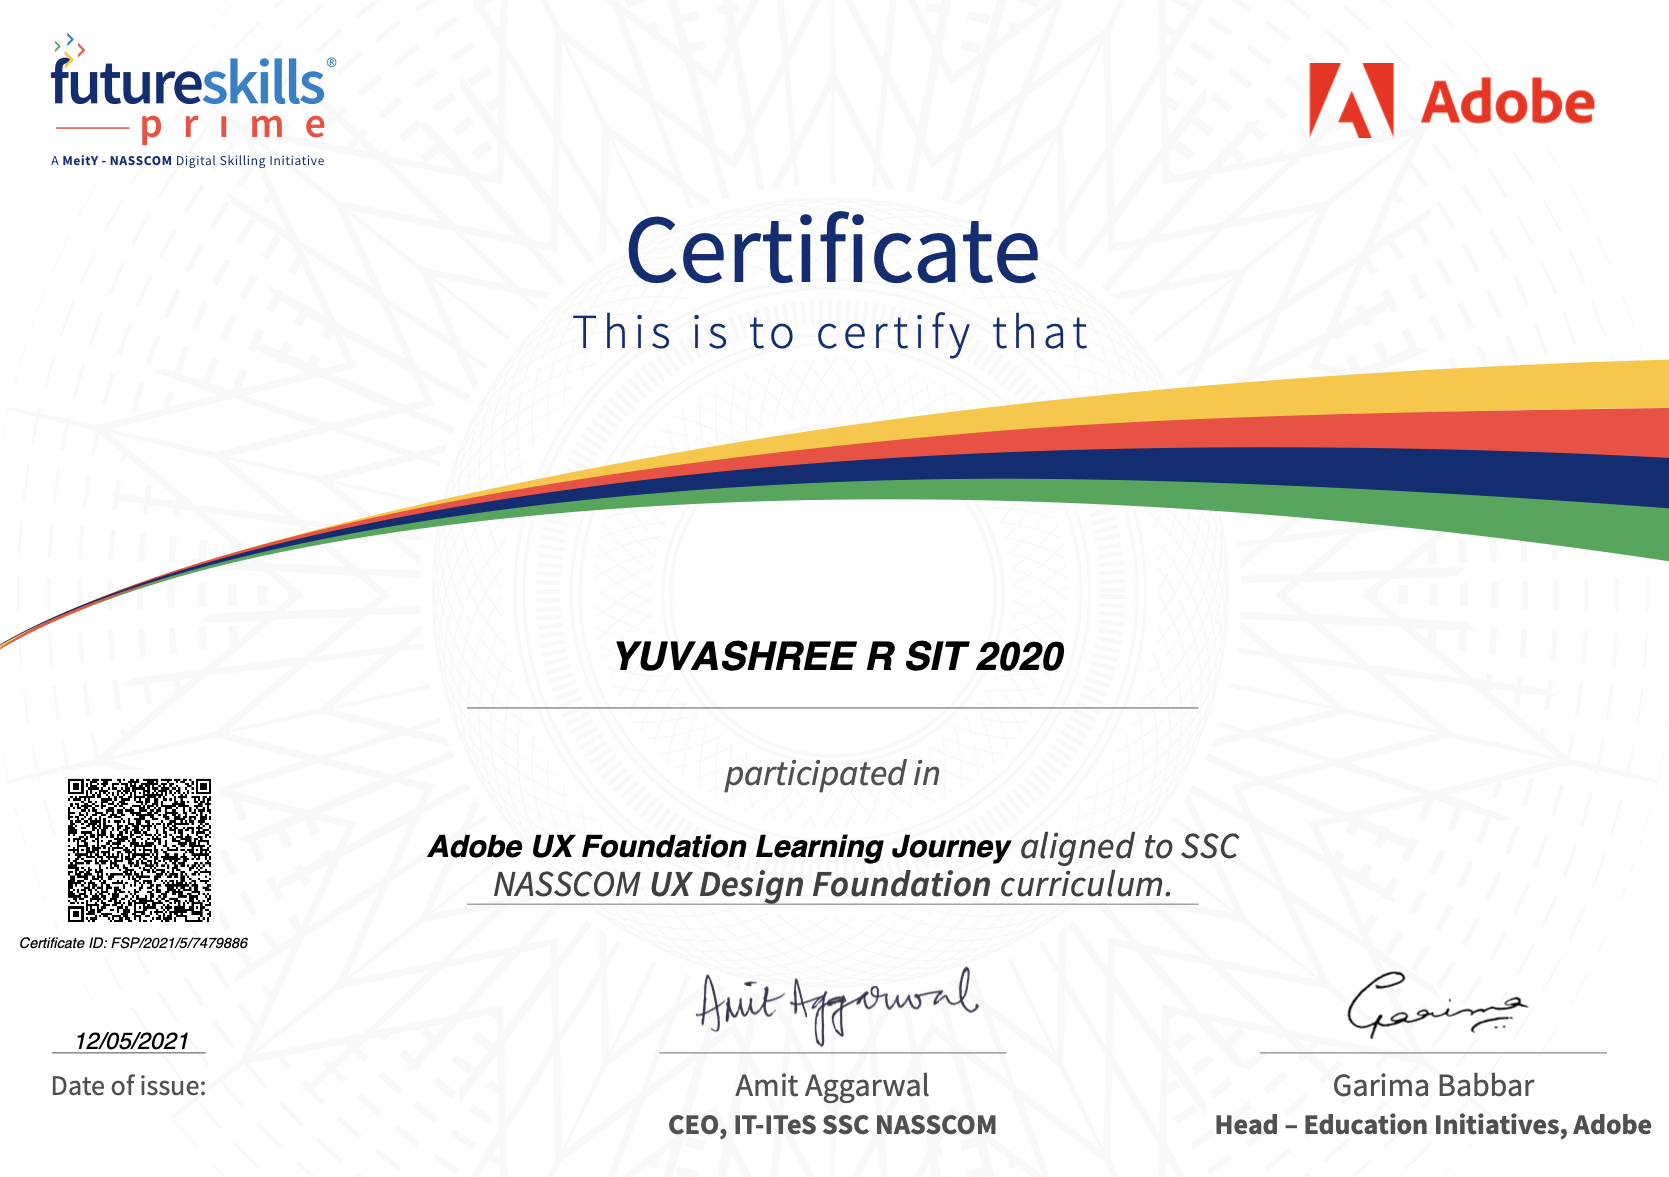 futureskills®
prime
A MeitY - NASSCOM Digital Skilling Initiative
Adobe
Certificate
This is to certify that
YUVASHREE R SIT 2020
participated in
Adobe UX Foundation Learning Journey aligned to SSC
NASSCOM UX Design Foundation curriculum.
Certificate ID: FSP/2021/5/7479886
12/05/2021
Date of issue:
Amit Aggarwal
Amit Aggarwal
CEO, IT-ITeS SSC NASSCOM
Garima
Garima Babbar
Head – Education Initiatives, Adobe